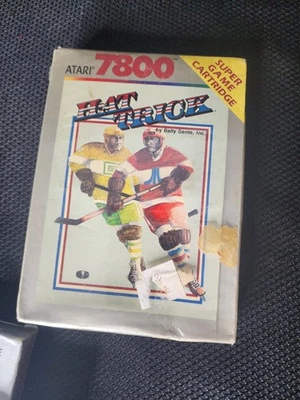 ATARI® 7800
SUPER
GAME
CARTRIDGE
HAT
TRICK
by Bally Sente, Inc.